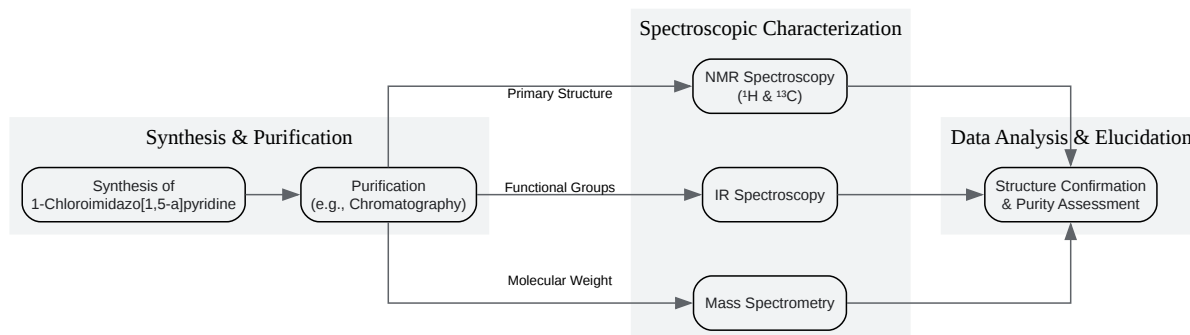 Spectroscopic Characterization
NMR Spectroscopy
(¹H & ¹³C)
Primary Structure
Synthesis & Purification
Data Analysis & Elucidation
Synthesis of
1-Chloroimidazo[1,5-a]pyridine
Purification
(e.g., Chromatography)
Functional Groups
IR Spectroscopy
Structure Confirmation
& Purity Assessment
Molecular Weight
Mass Spectrometry